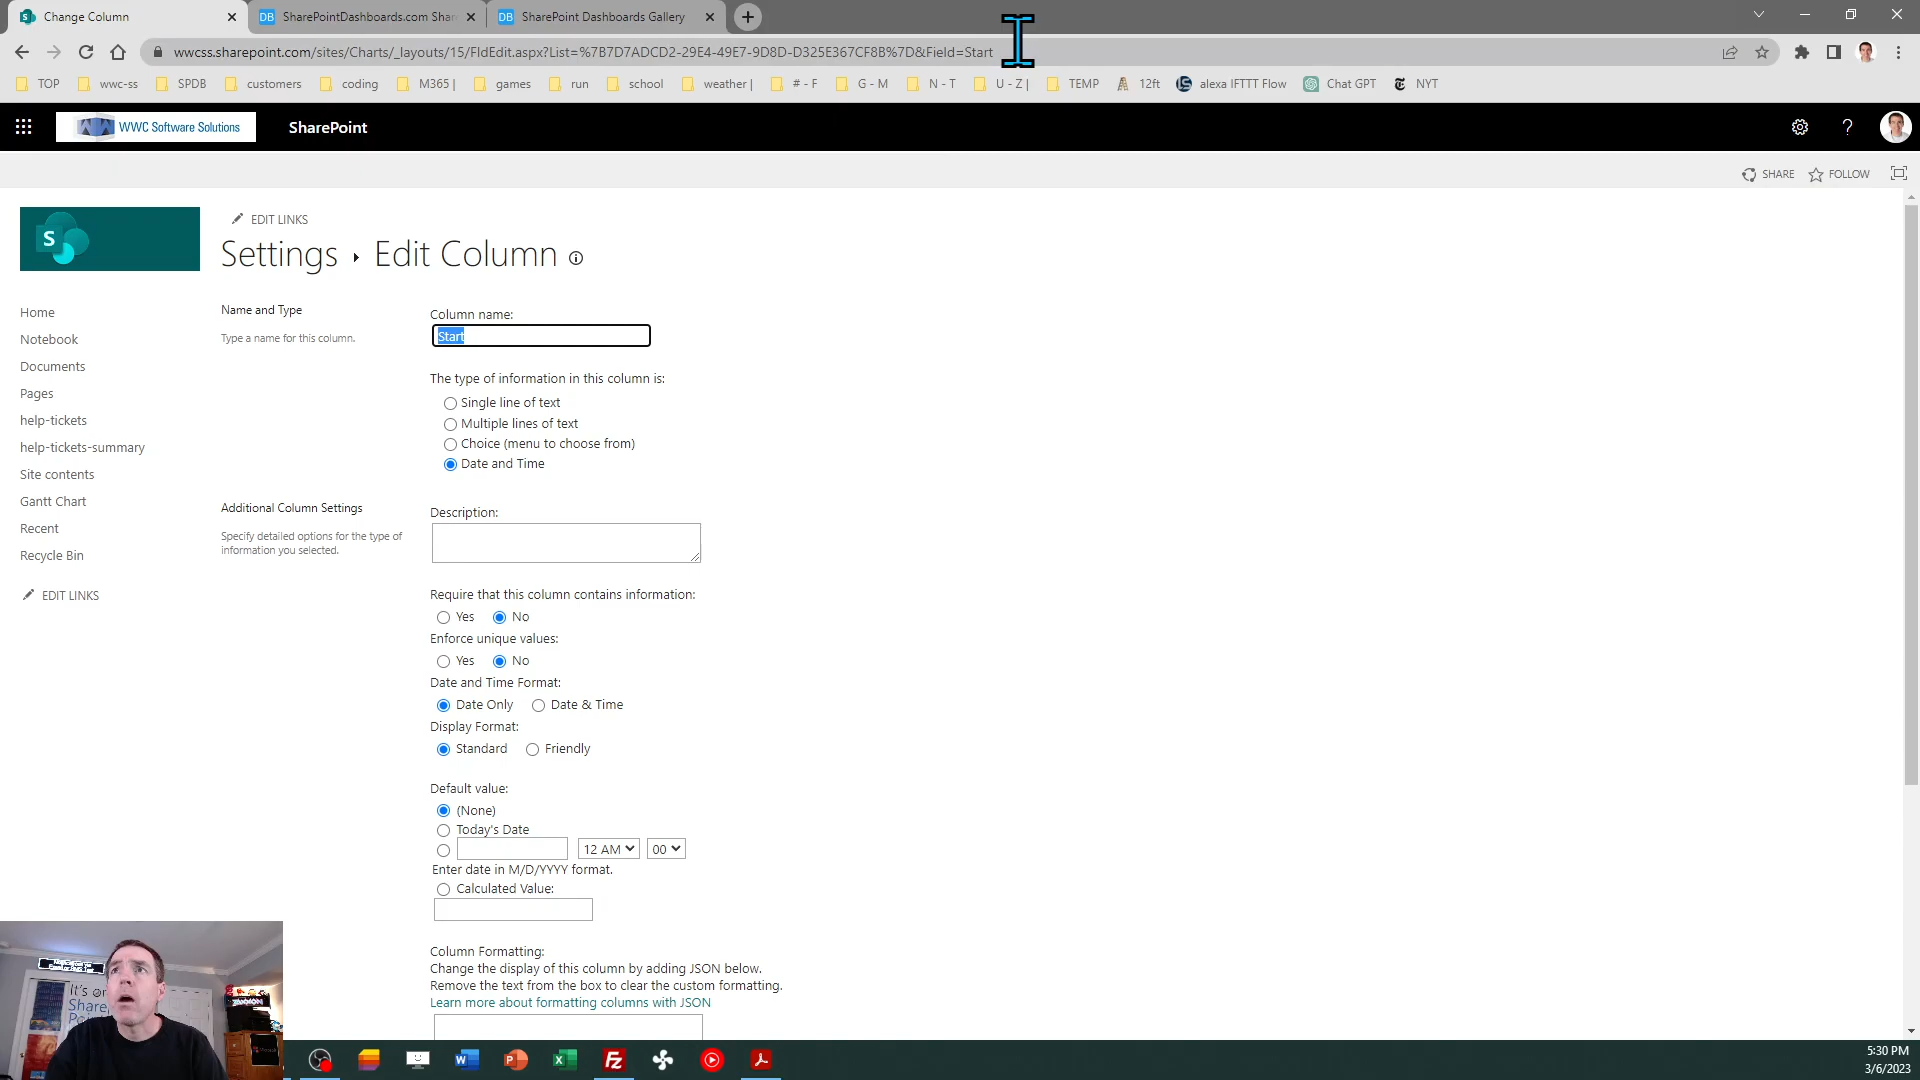 Change Column
DB SharePointDashboards.com Shar
DB SharePoint Dashboards Gallery
wwcss.sharepoint.com/sites/Charts/_layouts/15/FldEdit.aspx?List=%7B7D7ADCD2-29E4-49E7-9D8D-D325E367CF8B%7D&Field=Start
TOP wwc-ss SPDB customers coding M365 | games run school weather | # - F G - M N - T U - Z | TEMP 12ft alexa IFTTT Flow Chat GPT NYT
WWC Software Solutions SharePoint
SHARE FOLLOW
S
EDIT LINKS
Settings ▸ Edit Column
Home
Notebook
Documents
Pages
help-tickets
help-tickets-summary
Site contents
Gantt Chart
Recent
Recycle Bin
EDIT LINKS
Name and Type
Type a name for this column.
Column name:
Start
The type of information in this column is:
Single line of text
Multiple lines of text
Choice (menu to choose from)
Date and Time
Additional Column Settings
Specify detailed options for the type of
information you selected.
Description:
Require that this column contains information:
Yes No
Enforce unique values:
Yes No
Date and Time Format:
Date Only Date & Time
Display Format:
Standard Friendly
Default value:
(None)
Today's Date
12 AM 00
Enter date in M/D/YYYY format.
Calculated Value:
Column Formatting:
Change the display of this column by adding JSON below.
Remove the text from the box to clear the custom formatting.
Learn more about formatting columns with JSON
It's on
Share
Po
5:30 PM
3/6/2023